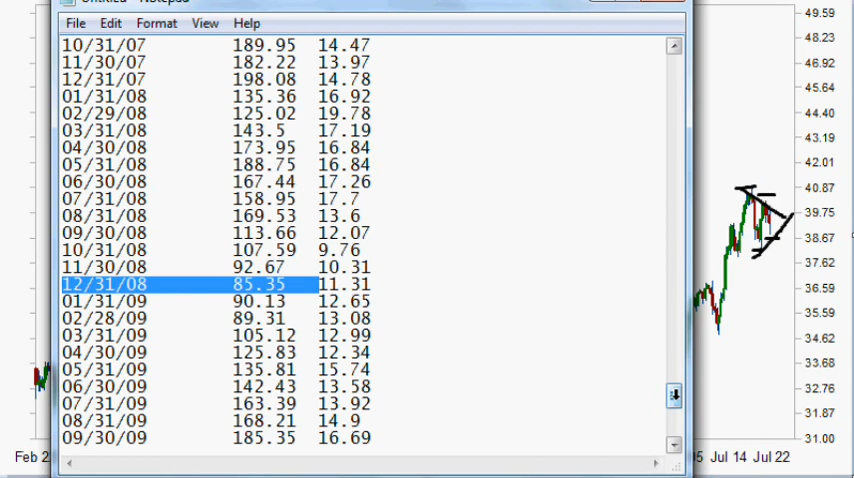 File Edit Format View Help
10/31/07 189.95 14.47
11/30/07 182.22 13.97
12/31/07 198.08 14.78
01/31/08 135.36 16.92
02/29/08 125.02 19.78
03/31/08 143.5 17.19
04/30/08 173.95 16.84
05/31/08 188.75 16.84
06/30/08 167.44 17.26
07/31/08 158.95 17.7
08/31/08 169.53 13.6
09/30/08 113.66 12.07
10/31/08 107.59 9.76
11/30/08 92.67 10.31
12/31/08 85.35 11.31
01/31/09 90.13 12.65
02/28/09 89.31 13.08
03/31/09 105.12 12.99
04/30/09 125.83 12.34
05/31/09 135.81 15.74
06/30/09 142.43 13.58
07/31/09 163.39 13.92
08/31/09 168.21 14.9
09/30/09 185.35 16.69
49.59
48.23
46.92
45.64
44.40
43.19
42.01
40.87
39.75
38.67
37.62
36.59
35.59
34.62
33.68
32.76
31.87
31.00
Feb Jul 14 Jul 22